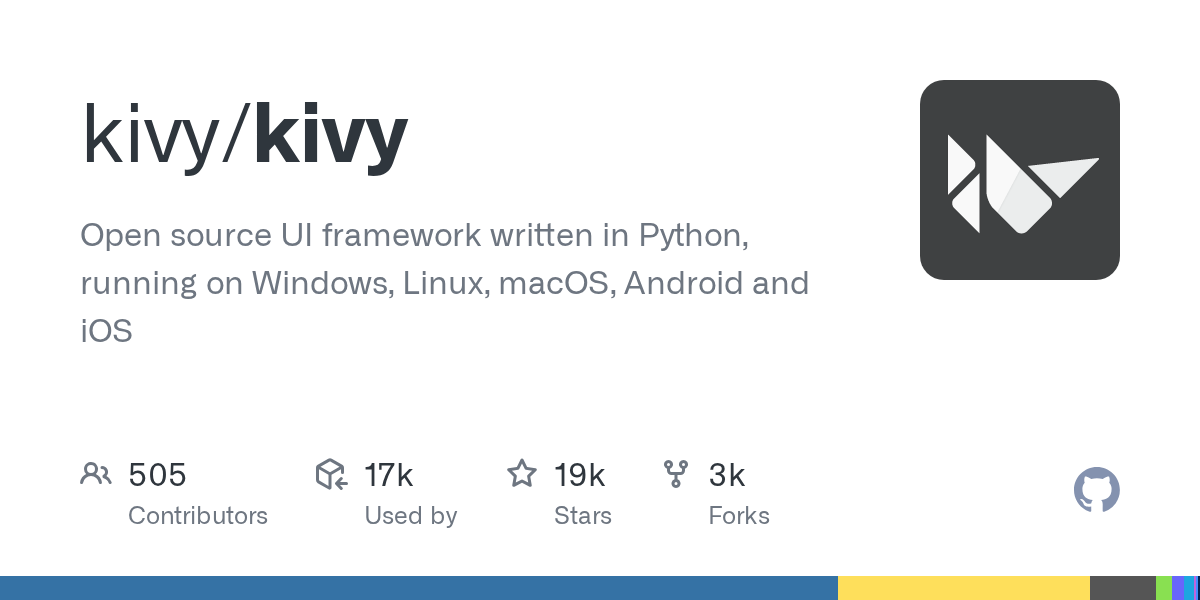 kivy/kivy
Open source UI framework written in Python,
running on Windows, Linux, macOS, Android and
iOS
505 17k 19k 3k
Contributors Used by Stars Forks